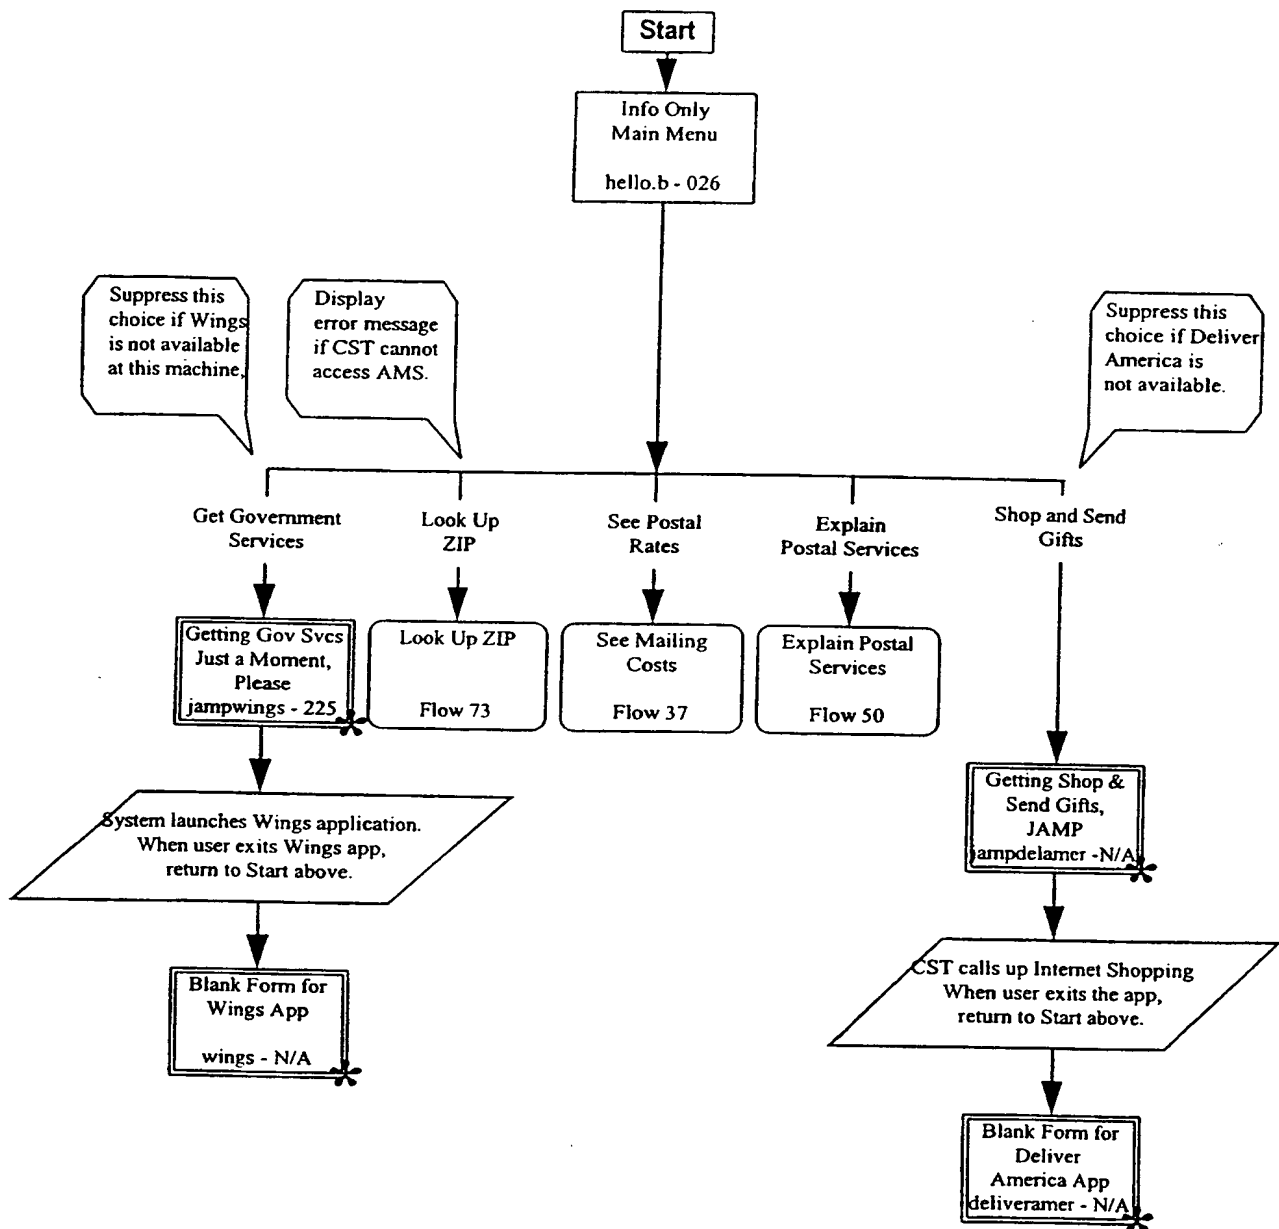 Start
Info Only
Main Menu
hello.b - 026
Suppress this
choice if Wings
is not available
at this machine,
Display
error message
if CST cannot
access AMS.
Suppress this
choice if Deliver
America is
not available.
Get Government
Services
Look Up
ZIP
See Postal
Rates
Explain
Postal Services
Shop and Send
Gifts
Getting Gov Svcs
Just a Moment,
Please
jampwings - 225
Look Up ZIP
Flow 73
See Mailing
Costs
Flow 37
Explain Postal
Services
Flow 50
Getting Shop &
Send Gifts,
JAMP
jampdelamer -N/A
System launches Wings application.
When user exits Wings app,
return to Start above.
CST calls up Internet Shopping
When user exits the app,
return to Start above.
Blank Form for
Wings App
wings - N/A
Blank Form for
Deliver
America App
deliveramer - N/A